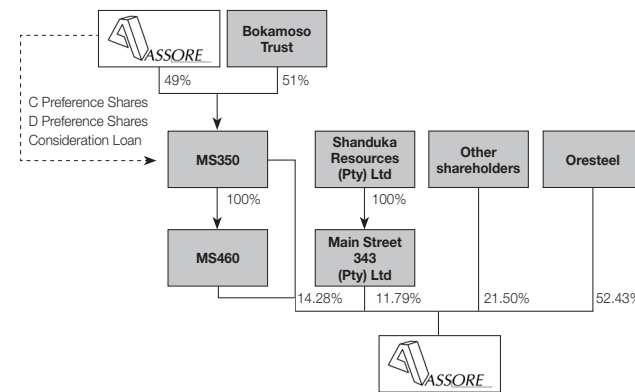 ASSORE
Bokamoso
Trust
49%
51%
C Preference Shares
D Preference Shares
Consideration Loan
MS350
Shanduka
Resources
(Pty) Ltd
Other
shareholders
Oresteel
100%
100%
MS460
Main Street
343
(Pty) Ltd
14.28%
11.79%
21.50%
52.43%
ASSORE